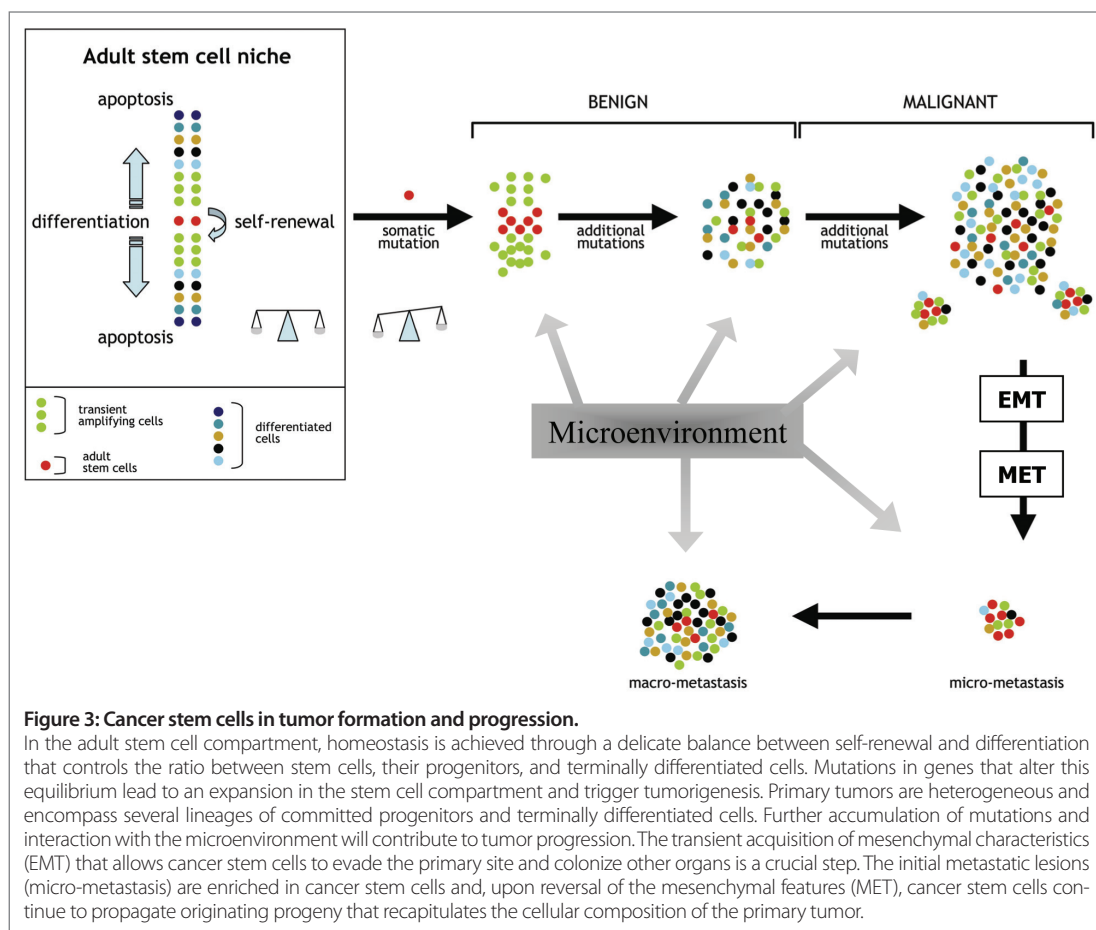 Adult stem cell niche
apoptosis
differentiation
self-renewal
apoptosis
transient
amplifying cells
adult
stem cells
differentiated
cells
somatic
mutation
BENIGN
additional
mutations
MALIGNANT
additional
mutations
Microenvironment
EMT
MET
macro-metastasis
micro-metastasis
Figure 3: Cancer stem cells in tumor formation and progression.
In the adult stem cell compartment, homeostasis is achieved through a delicate balance between self-renewal and differentiation
that controls the ratio between stem cells, their progenitors, and terminally differentiated cells. Mutations in genes that alter this
equilibrium lead to an expansion in the stem cell compartment and trigger tumorigenesis. Primary tumors are heterogeneous and
encompass several lineages of committed progenitors and terminally differentiated cells. Further accumulation of mutations and
interaction with the microenvironment will contribute to tumor progression. The transient acquisition of mesenchymal characteristics
(EMT) that allows cancer stem cells to evade the primary site and colonize other organs is a crucial step. The initial metastatic lesions
(micro-metastasis) are enriched in cancer stem cells and, upon reversal of the mesenchymal features (MET), cancer stem cells con-
tinue to propagate originating progeny that recapitulates the cellular composition of the primary tumor.